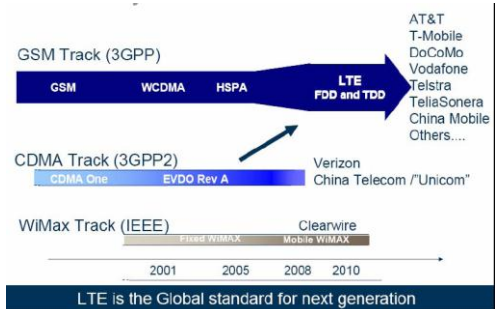 GSM Track (3GPP)
GSM WCDMA HSPA LTE
FDD and TDD
AT&T
T-Mobile
DoCoMo
Vodafone
Telstra
TeliaSonera
China Mobile
Others....
CDMA Track (3GPP2)
CDMA One EVDO Rev A
Verizon
China Telecom /"Unicom"
WiMax Track (IEEE)
Clearwire
Fixed WiMAX Mobile WiMAX
2001 2005 2008 2010
LTE is the Global standard for next generation